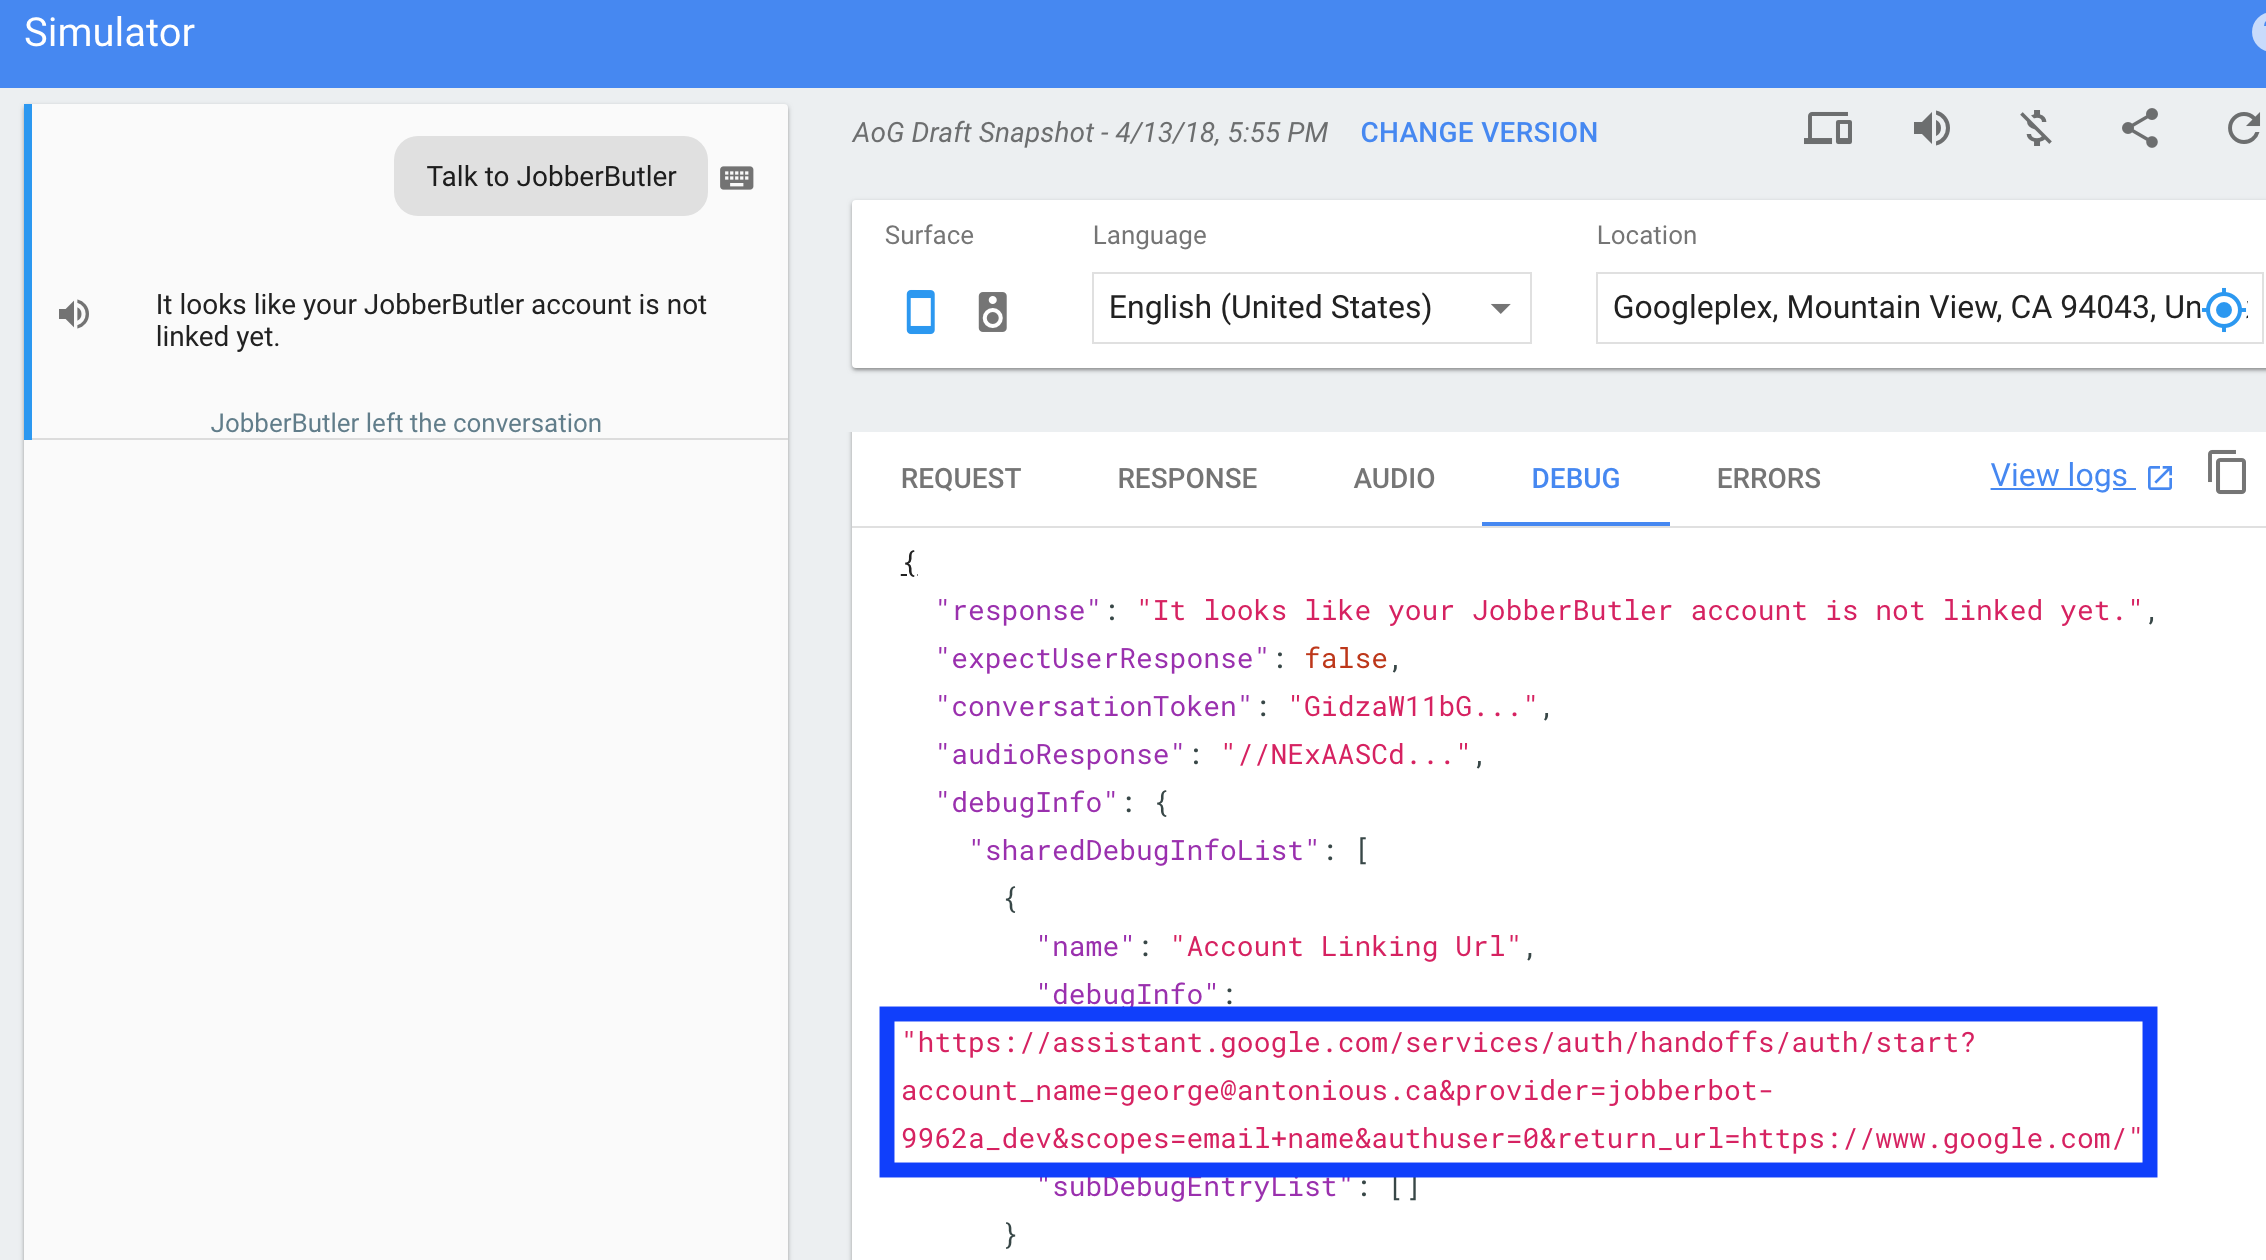 Simulator
Talk to JobberButler
It looks like your JobberButler account is not
linked yet.
JobberButler left the conversation
AoG Draft Snapshot - 4/13/18, 5:55 PM CHANGE VERSION
Surface Language Location
English (United States) Googleplex, Mountain View, CA 94043, Un
REQUEST RESPONSE AUDIO DEBUG ERRORS View logs
{
"response": "It looks like your JobberButler account is not linked yet.",
"expectUserResponse": false,
"conversationToken": "GidzaW11bG...",
"audioResponse": "//NExAASCd...",
"debugInfo": {
"sharedDebugInfoList": [
{
"name": "Account Linking Url",
"debugInfo":
"https://assistant.google.com/services/auth/handoffs/auth/start?
account_name=george@antonious.ca&provider=jobberbot-
9962a_dev&scopes=email+name&authuser=0&return_url=https://www.google.com/"
"subDebugEntryList": []
}